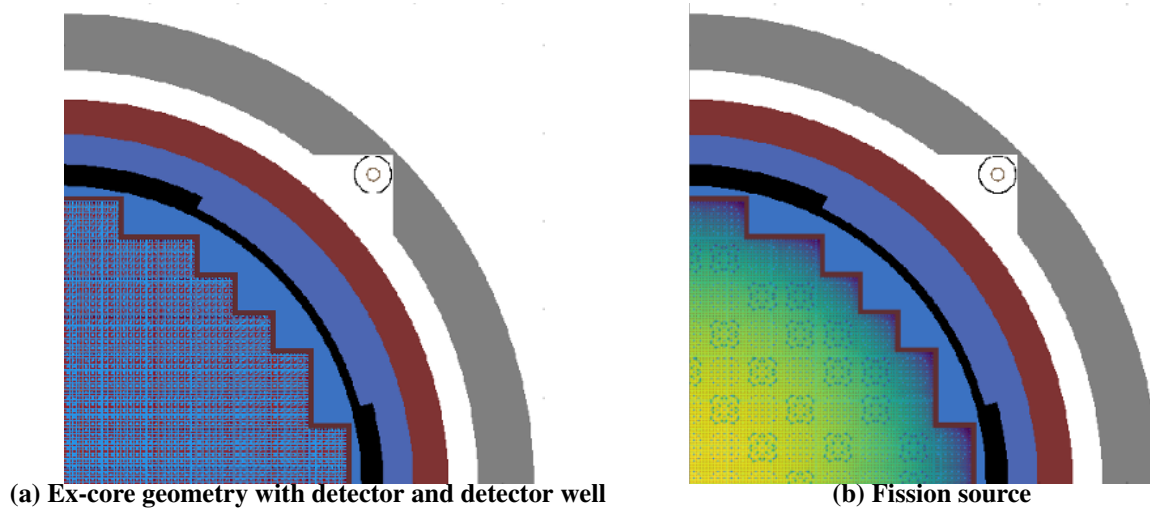 (a) Ex-core geometry with detector and detector well
(b) Fission source